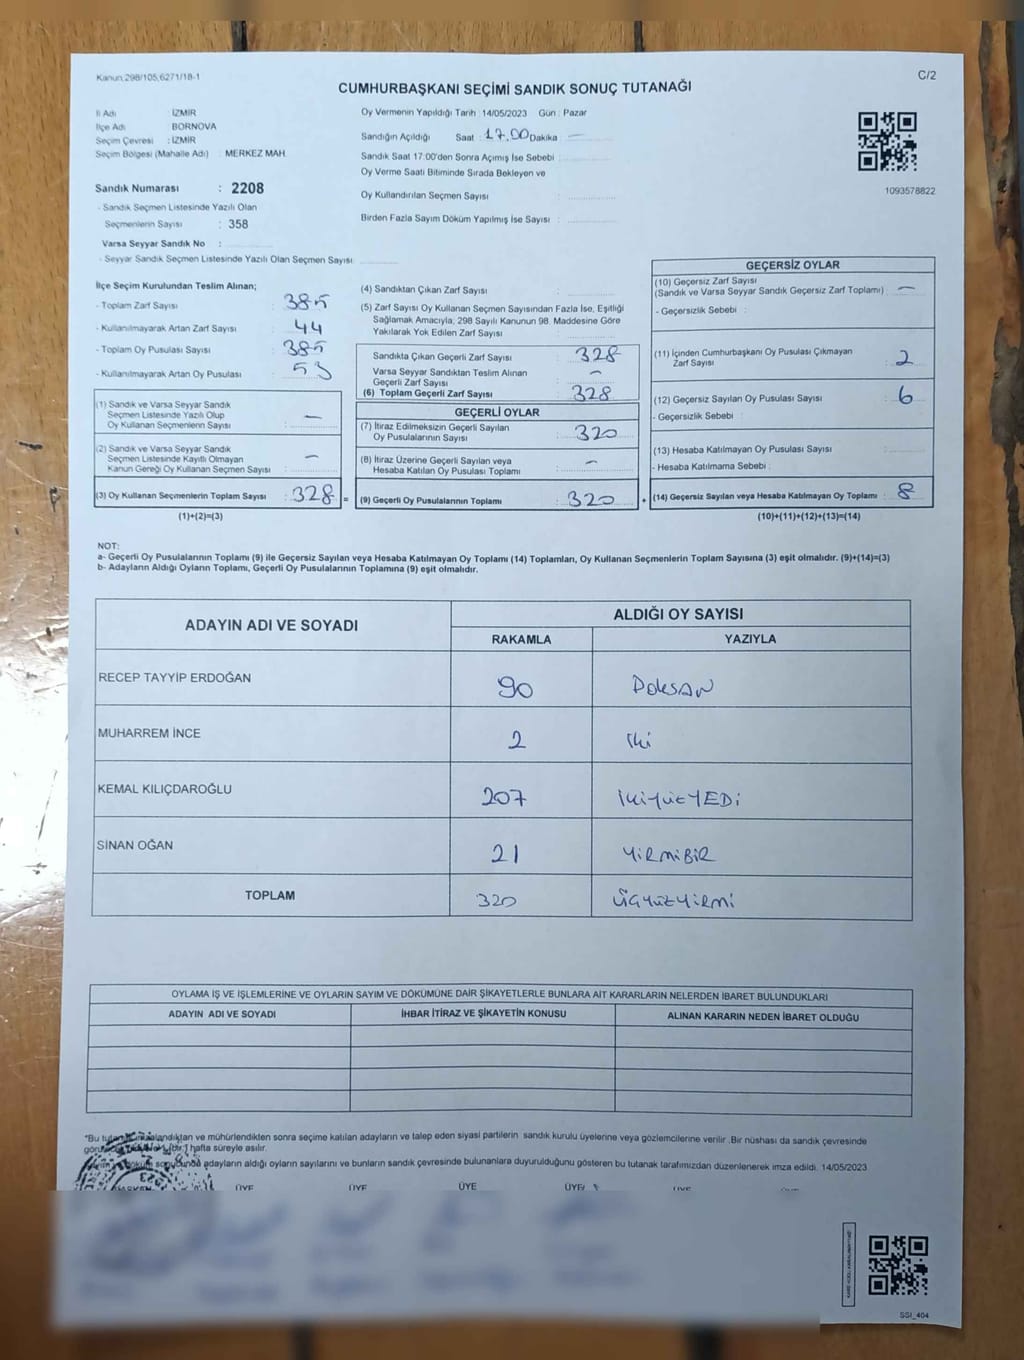 Kanun;298/105;6271/18-1
C/2
CUMHURBAŞKANI SEÇİMİ SANDIK SONUÇ TUTANAĞI
İl Adı : İZMİR
İlçe Adı BORNOVA
Seçim Çevresi : İZMİR
Seçim Bölgesi (Mahalle Adı) : MERKEZ MAH.
Oy Vermenin Yapıldığı Tarih : 14/05/2023 Gün : Pazar
Sandığın Açıldığı Saat : 17.00 Dakika : —
Sandık Saat 17:00'den Sonra Açılmış İse Sebebi :
Oy Verme Saati Bitiminde Sırada Bekleyen ve
Oy Kullandırılan Seçmen Sayısı :
Birden Fazla Sayım Döküm Yapılmış İse Sayısı :
1093578822
Sandık Numarası : 2208
- Sandık Seçmen Listesinde Yazılı Olan
Seçmenlerin Sayısı : 358
Varsa Seyyar Sandık No :
- Seyyar Sandık Seçmen Listesinde Yazılı Olan Seçmen Sayısı :
İlçe Seçim Kurulundan Teslim Alınan;
- Toplam Zarf Sayısı : 385
- Kullanılmayarak Artan Zarf Sayısı : 44
- Toplam Oy Pusulası Sayısı : 385
- Kullanılmayarak Artan Oy Pusulası : 53
(1) Sandık ve Varsa Seyyar Sandık
Seçmen Listesinde Yazılı Olup
Oy Kullanan Seçmenlerin Sayısı : —
(2) Sandık ve Varsa Seyyar Sandık
Seçmen Listesinde Kayıtlı Olmayan
Kanun Gereği Oy Kullanan Seçmen Sayısı : —
(3) Oy Kullanan Seçmenlerin Toplam Sayısı : 328 =
(1)+(2)=(3)
(4) Sandıktan Çıkan Zarf Sayısı :
(5) Zarf Sayısı Oy Kullanan Seçmen Sayısından Fazla İse, Eşitliği
Sağlamak Amacıyla, 298 Sayılı Kanunun 98. Maddesine Göre
Yakılarak Yok Edilen Zarf Sayısı :
Sandıkta Çıkan Geçerli Zarf Sayısı : 328
Varsa Seyyar Sandıktan Teslim Alınan
Geçerli Zarf Sayısı : —
(6) Toplam Geçerli Zarf Sayısı : 328
GEÇERLİ OYLAR
(7) İtiraz Edilmeksizin Geçerli Sayılan
Oy Pusulalarının Sayısı : 320
(8) İtiraz Üzerine Geçerli Sayılan veya
Hesaba Katılan Oy Pusulası Toplamı : —
(9) Geçerli Oy Pusulalarının Toplamı : 320 +
GEÇERSİZ OYLAR
(10) Geçersiz Zarf Sayısı
(Sandık ve Varsa Seyyar Sandık Geçersiz Zarf Toplamı) : —
- Geçersizlik Sebebi :
(11) İçinden Cumhurbaşkanı Oy Pusulası Çıkmayan
Zarf Sayısı : 2
(12) Geçersiz Sayılan Oy Pusulası Sayısı : 6
- Geçersizlik Sebebi :
(13) Hesaba Katılmayan Oy Pusulası Sayısı :
- Hesaba Katılmama Sebebi :
(14) Geçersiz Sayılan veya Hesaba Katılmayan Oy Toplamı : 8
(10)+(11)+(12)+(13)=(14)
NOT:
a- Geçerli Oy Pusulalarının Toplamı (9) ile Geçersiz Sayılan veya Hesaba Katılmayan Oy Toplamı (14) Toplamları, Oy Kullanan Seçmenlerin Toplam Sayısına (3) eşit olmalıdır. (9)+(14)=(3)
b- Adayların Aldığı Oyların Toplamı, Geçerli Oy Pusulalarının Toplamına (9) eşit olmalıdır.
ADAYIN ADI VE SOYADI ALDIĞI OY SAYISI
RAKAMLA YAZIYLA
RECEP TAYYİP ERDOĞAN 90 DOKSAN
MUHARREM İNCE 2 iki
KEMAL KILIÇDAROĞLU 207 İKİYÜZYEDİ
SİNAN OĞAN 21 YİRMİBİR
TOPLAM 320 ÜÇYÜZYİRMİ
OYLAMA İŞ VE İŞLEMLERİNE VE OYLARIN SAYIM VE DÖKÜMÜNE DAİR ŞİKAYETLERLE BUNLARA AİT KARARLARIN NELERDEN İBARET BULUNDUKLARI
ADAYIN ADI VE SOYADI İHBAR İTİRAZ VE ŞİKAYETİN KONUSU ALINAN KARARIN NEDEN İBARET OLDUĞU
*Bu imzalandıktan ve mühürlendikten sonra seçime katılan adayların ve talep eden siyasi partilerin sandık kurulu üyelerine veya gözlemcilerine verilir .Bir nüshası da sandık çevresinde
(bir) hafta süreyle asılır.
döküm sonucunda adayların aldığı oyların sayılarını ve bunların sandık çevresinde bulunanlara duyurulduğunu gösteren bu tutanak tarafımızdan düzenlenerek imza edildi. 14/05/2023
ÜYE ÜYE ÜYE ÜYE ÜYE
SSI_404